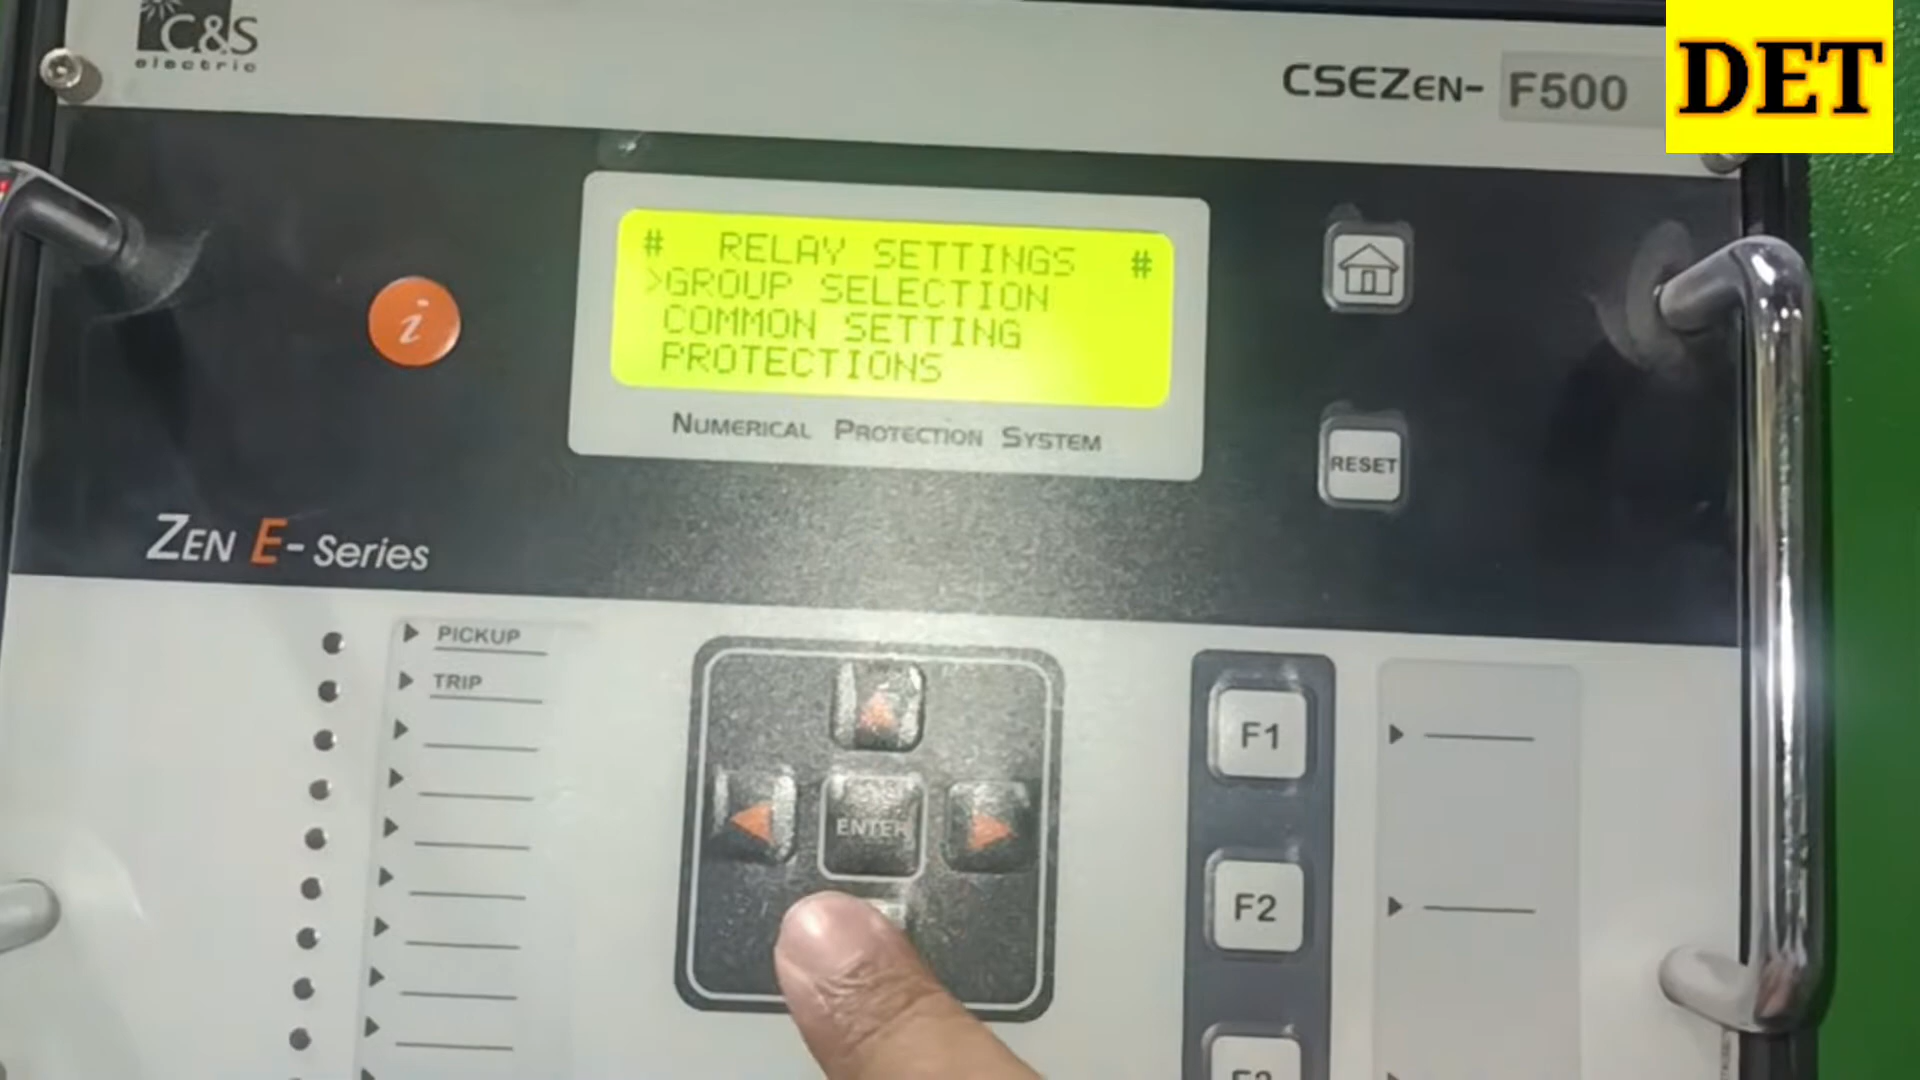 C&S
electric
CSEZEN- F500
DET
# RELAY SETTINGS #
>GROUP SELECTION
COMMON SETTING
PROTECTIONS
NUMERICAL PROTECTION SYSTEM
i
RESET
ZEN E- Series
PICKUP
TRIP
ENTER
F1
F2